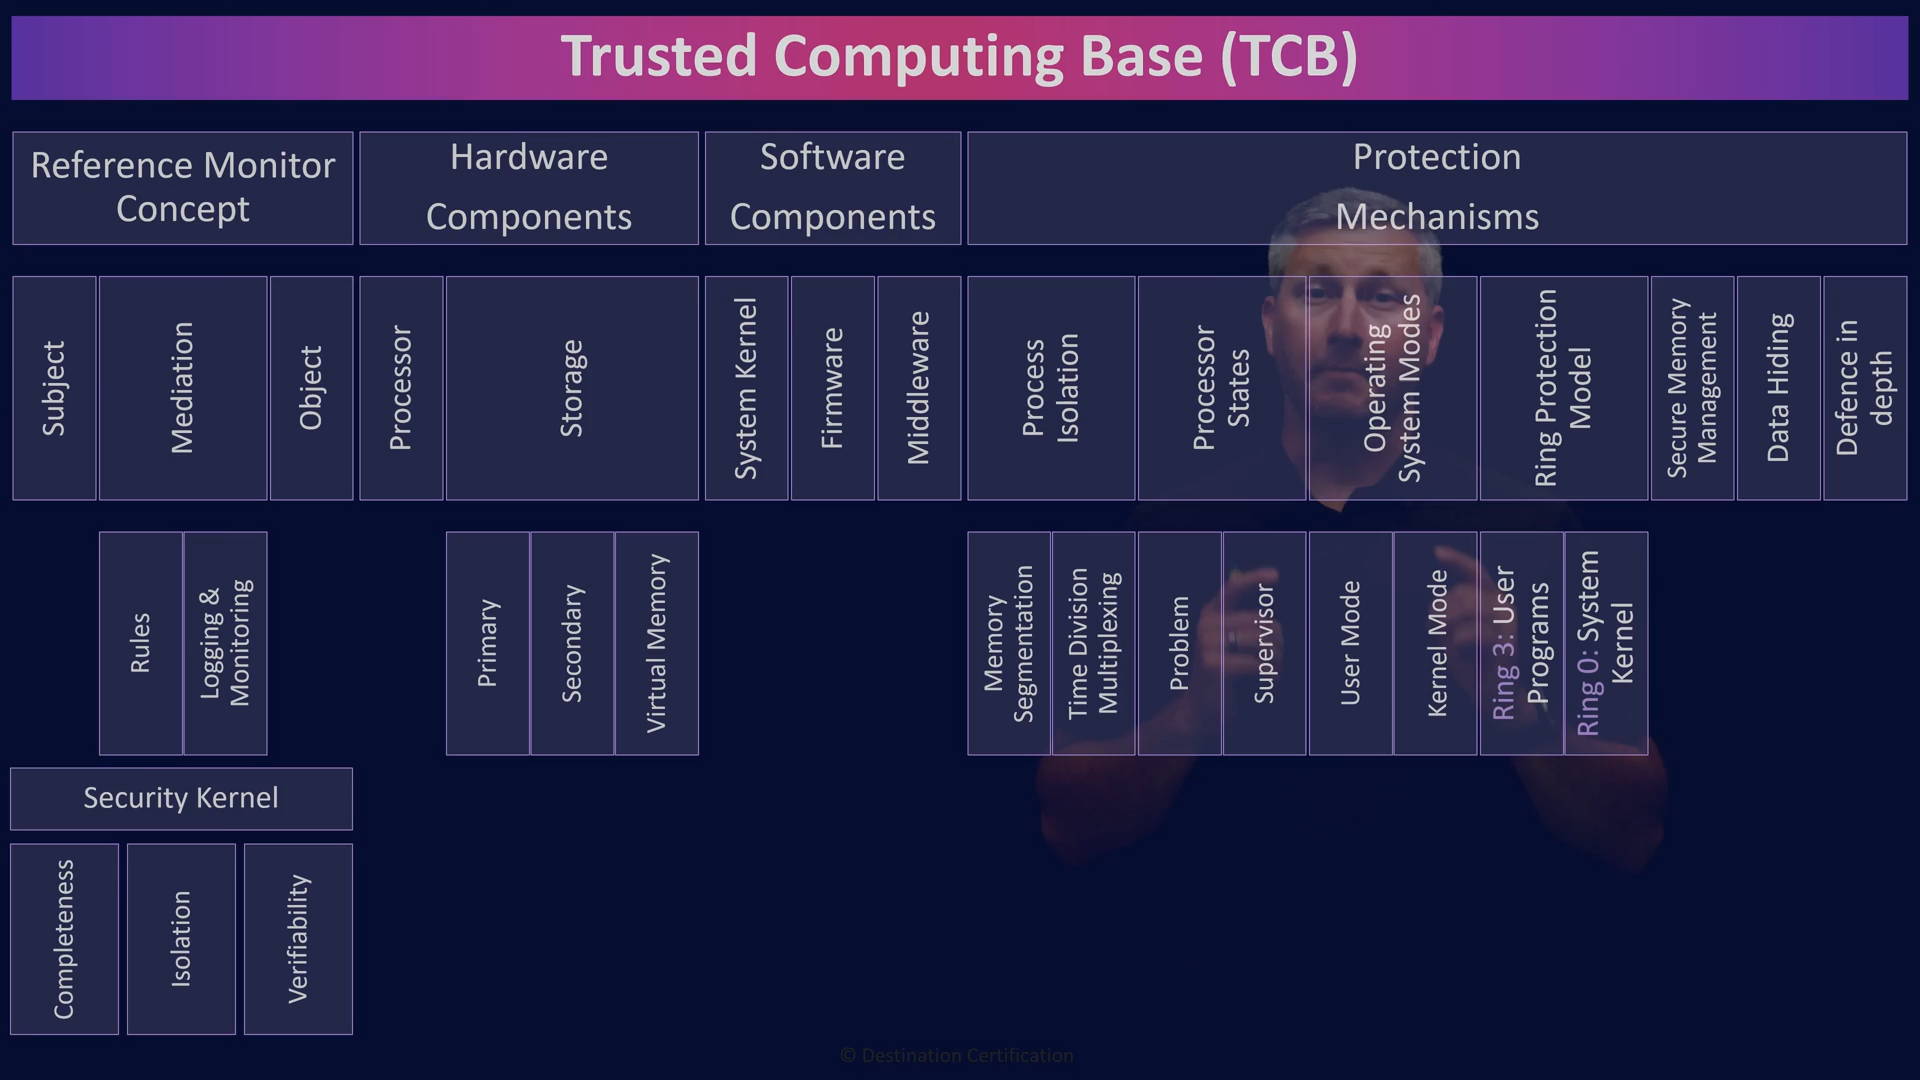 Trusted Computing Base (TCB)
Reference Monitor
Concept
Hardware
Components
Software
Components
Protection
Mechanisms
Subject
Mediation
Object
Processor
Storage
System Kernel
Firmware
Middleware
Process
Isolation
Processor
States
Operating
System Modes
Ring Protection
Model
Secure Memory
Management
Data Hiding
Defence in
depth
Rules
Logging &
Monitoring
Primary
Secondary
Virtual Memory
Memory
Segmentation
Time Division
Multiplexing
Problem
Supervisor
User Mode
Kernel Mode
Ring 3: User
Programs
Ring 0: System
Kernel
Security Kernel
Completeness
Isolation
Verifiability
© Destination Certification